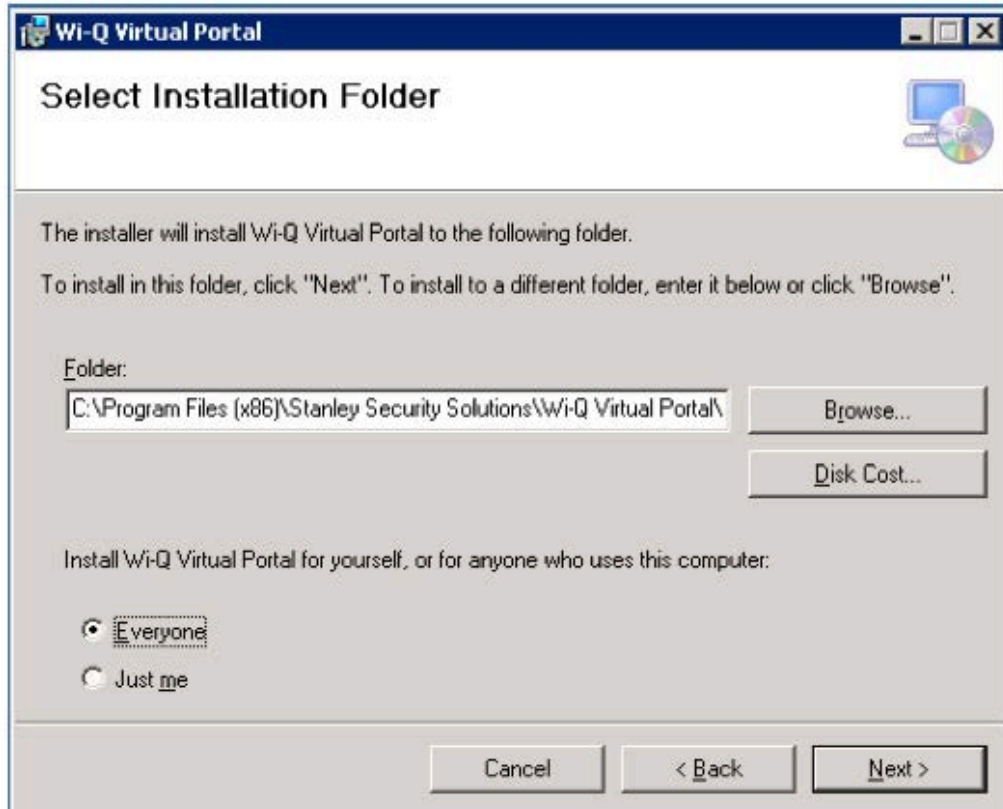 Wi-Q Virtual Portal
Select Installation Folder
The installer will install Wi-Q Virtual Portal to the following folder.
To install in this folder, click "Next". To install to a different folder, enter it below or click "Browse".
Folder:
C:\Program Files (x86)\Stanley Security Solutions\Wi-Q Virtual Portal\
Browse...
Disk Cost...
Install Wi-Q Virtual Portal for yourself, or for anyone who uses this computer:
Everyone
Just me
Cancel
< Back
Next >